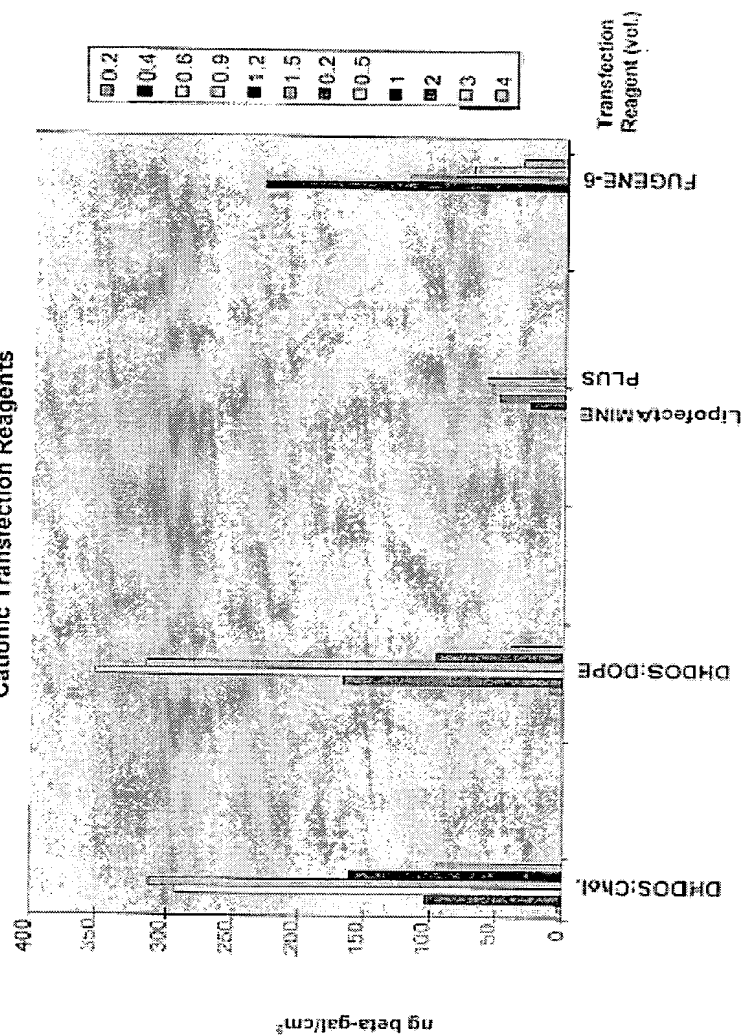 Cationic Transfection Reagents
400
350
300
250
200
150
100
50
0
ng beta-gal/cm²
DHDOS:Chol.
DHDOS:DOPE
LipofectAMINE
PLUS
FUGENE-6
Transfection
Reagent (vol.)
0.2
0.4
0.6
0.9
1.2
1.5
0.2
0.5
1
2
3
4